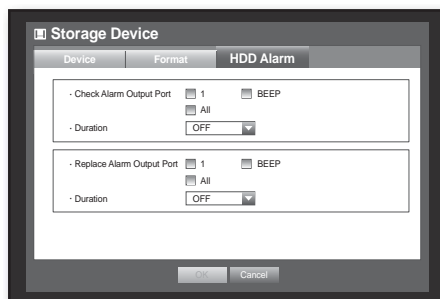 Storage Device
Device Format HDD Alarm
· Check Alarm Output Port 1 BEEP
All
· Duration OFF
· Replace Alarm Output Port 1 BEEP
All
· Duration OFF
OK Cancel